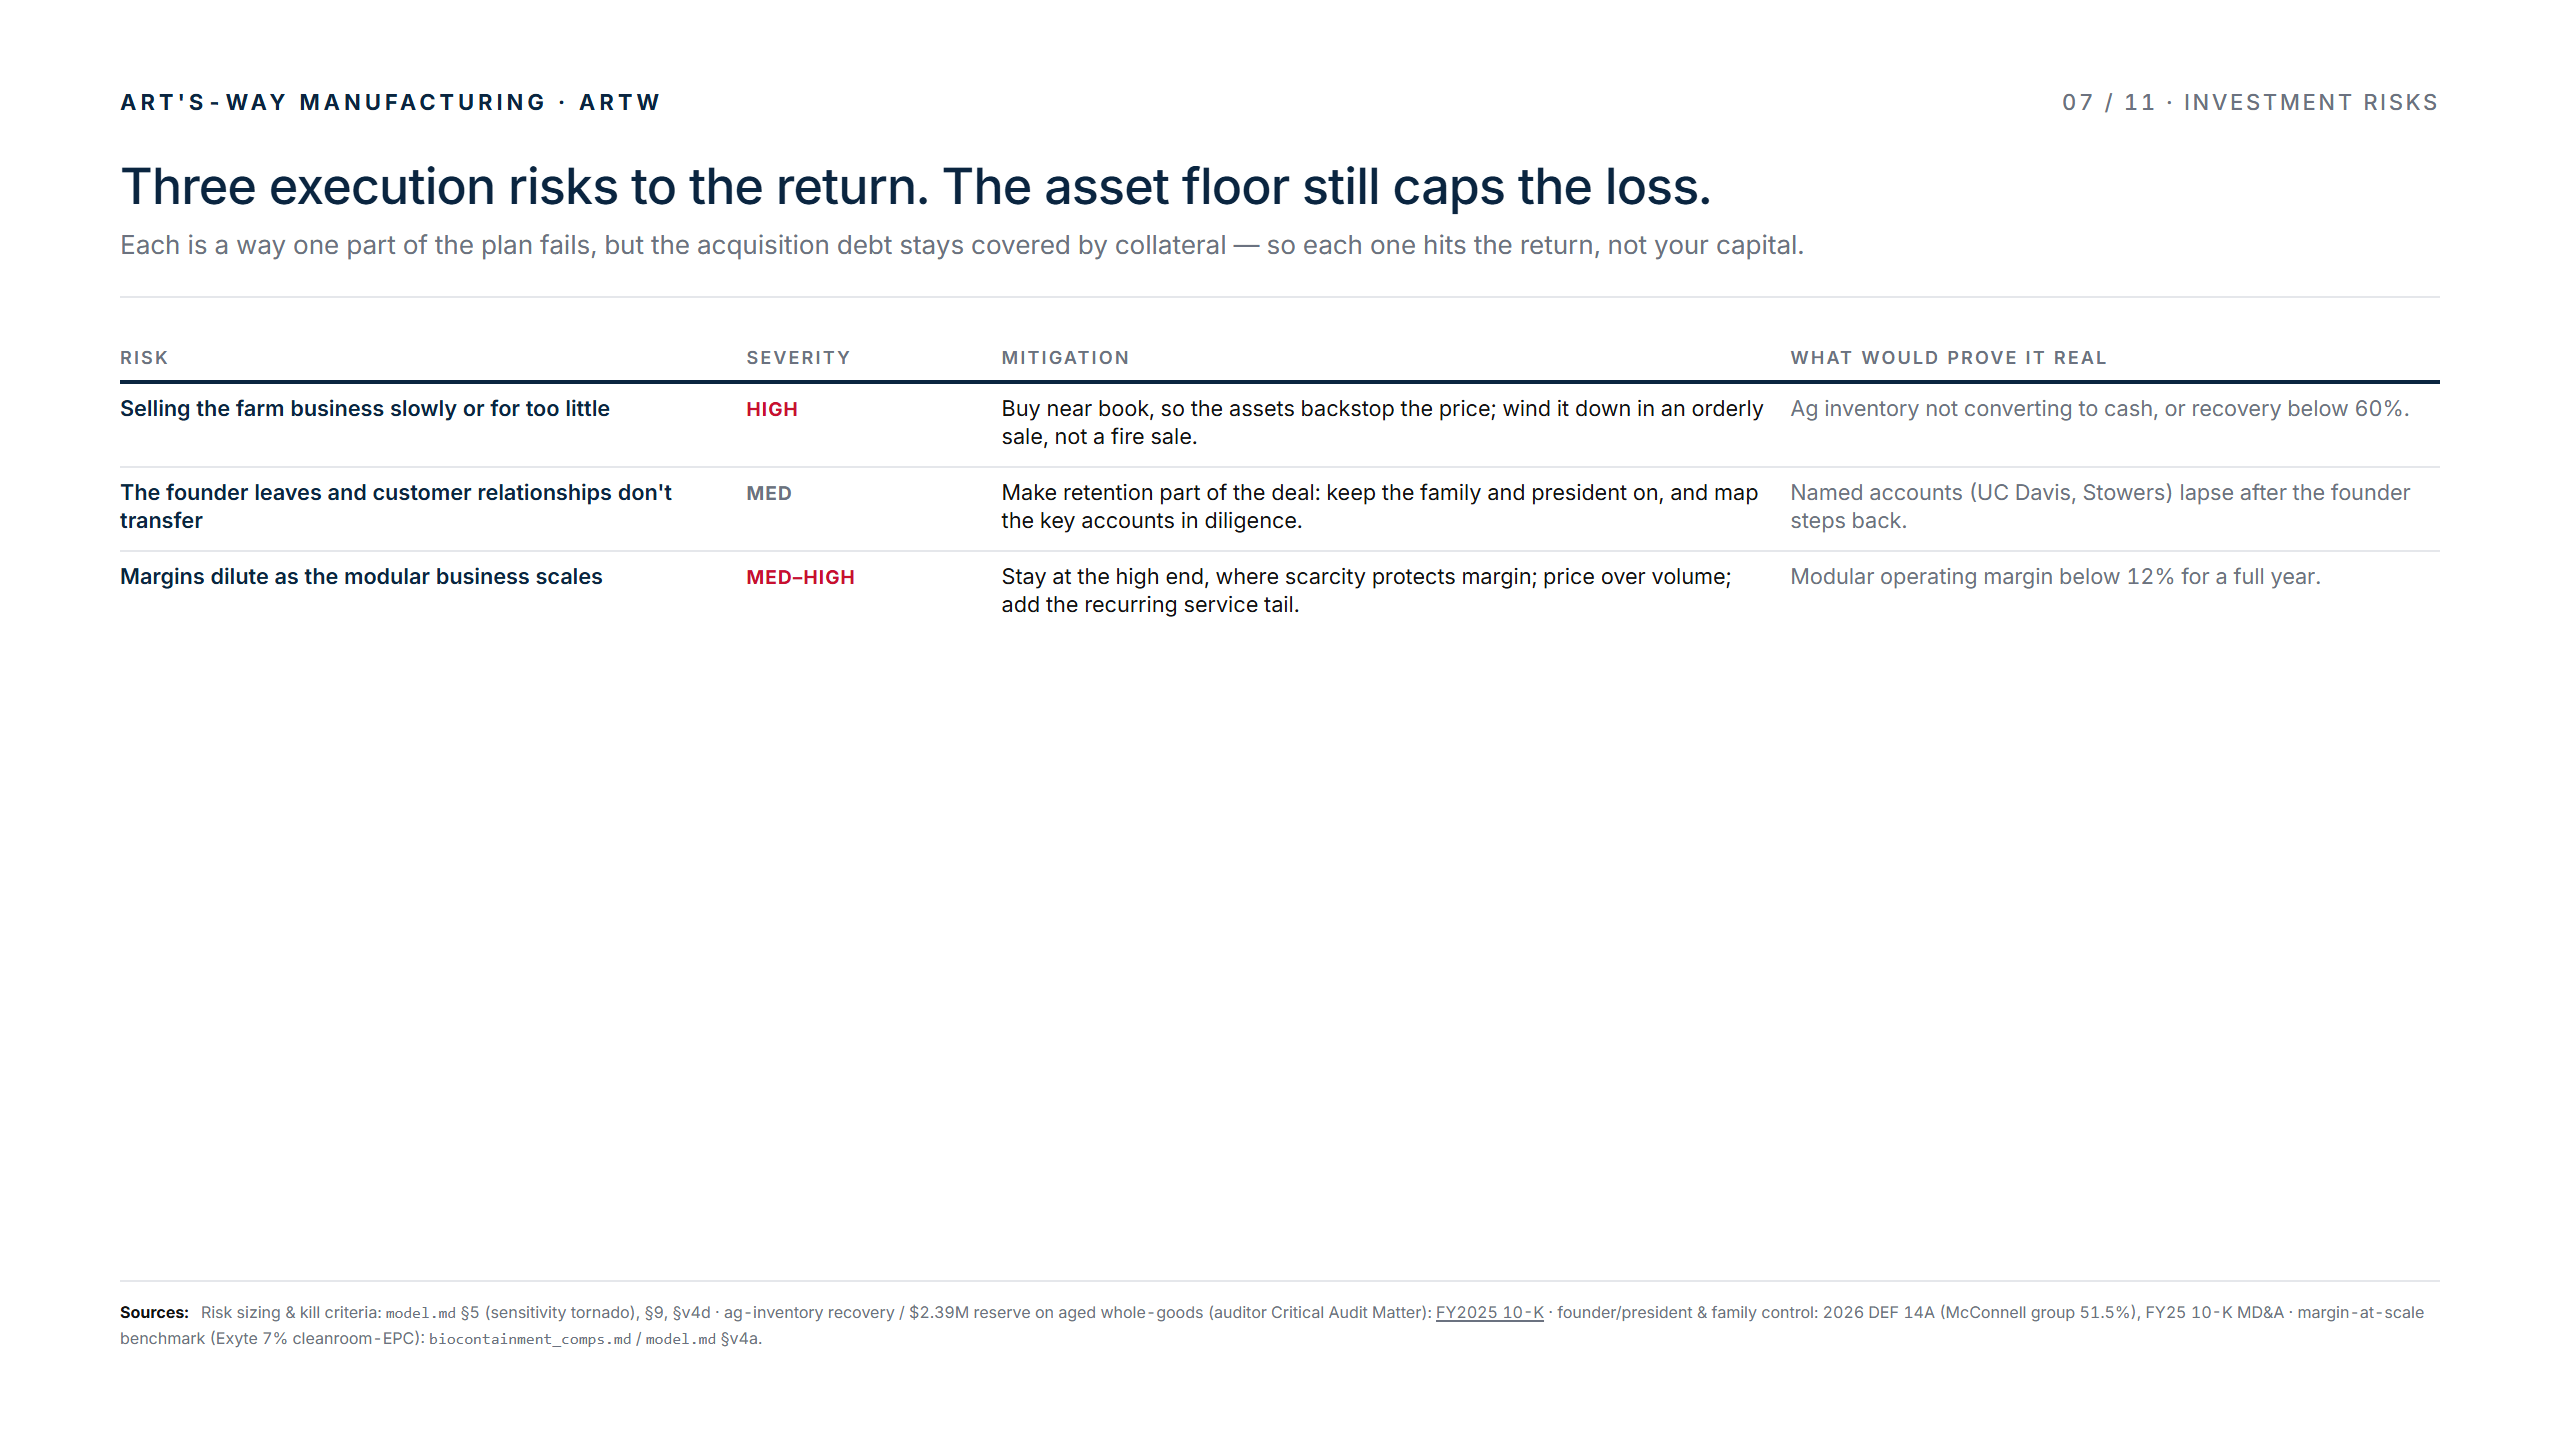 ART'S-WAY MANUFACTURING · ARTW
07 / 11 · INVESTMENT RISKS
Three execution risks to the return. The asset floor still caps the loss.
Each is a way one part of the plan fails, but the acquisition debt stays covered by collateral — so each one hits the return, not your capital.
RISK
SEVERITY
MITIGATION
WHAT WOULD PROVE IT REAL
Selling the farm business slowly or for too little
HIGH
Buy near book, so the assets backstop the price; wind it down in an orderly
sale, not a fire sale.
Ag inventory not converting to cash, or recovery below 60%.
The founder leaves and customer relationships don't
transfer
MED
Make retention part of the deal: keep the family and president on, and map
the key accounts in diligence.
Named accounts (UC Davis, Stowers) lapse after the founder
steps back.
Margins dilute as the modular business scales
MED–HIGH
Stay at the high end, where scarcity protects margin; price over volume;
add the recurring service tail.
Modular operating margin below 12% for a full year.
Sources: Risk sizing & kill criteria: model.md §5 (sensitivity tornado), §9, §v4d · ag-inventory recovery / $2.39M reserve on aged whole-goods (auditor Critical Audit Matter): FY2025 10-K · founder/president & family control: 2026 DEF 14A (McConnell group 51.5%), FY25 10-K MD&A · margin-at-scale
benchmark (Exyte 7% cleanroom-EPC): biocontainment_comps.md / model.md §v4a.